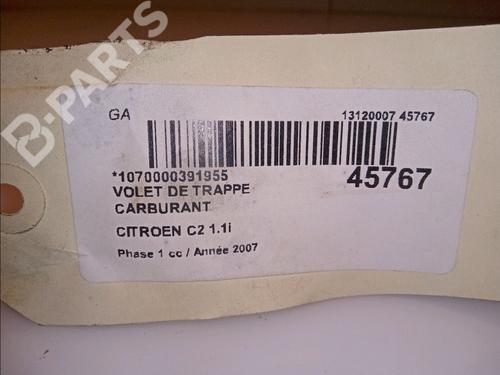 B-PARTS
GA
13120007 45767
*1070000391955
45767
VOLET DE TRAPPE
CARBURANT
CITROEN C2 1.1i
Phase 1 cc / Année 2007